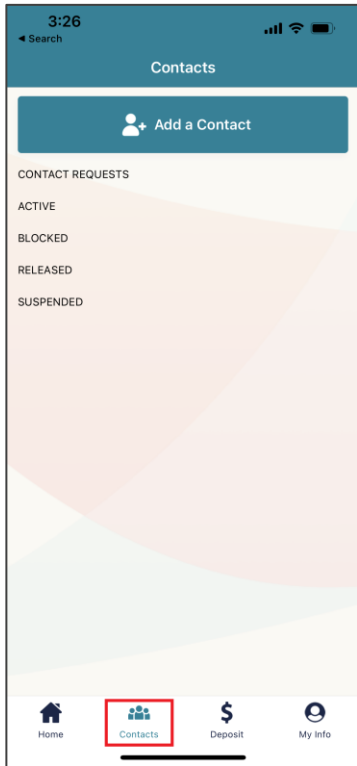 3:26
◀ Search
Contacts
Add a Contact
CONTACT REQUESTS
ACTIVE
BLOCKED
RELEASED
SUSPENDED
Home Contacts Deposit My Info